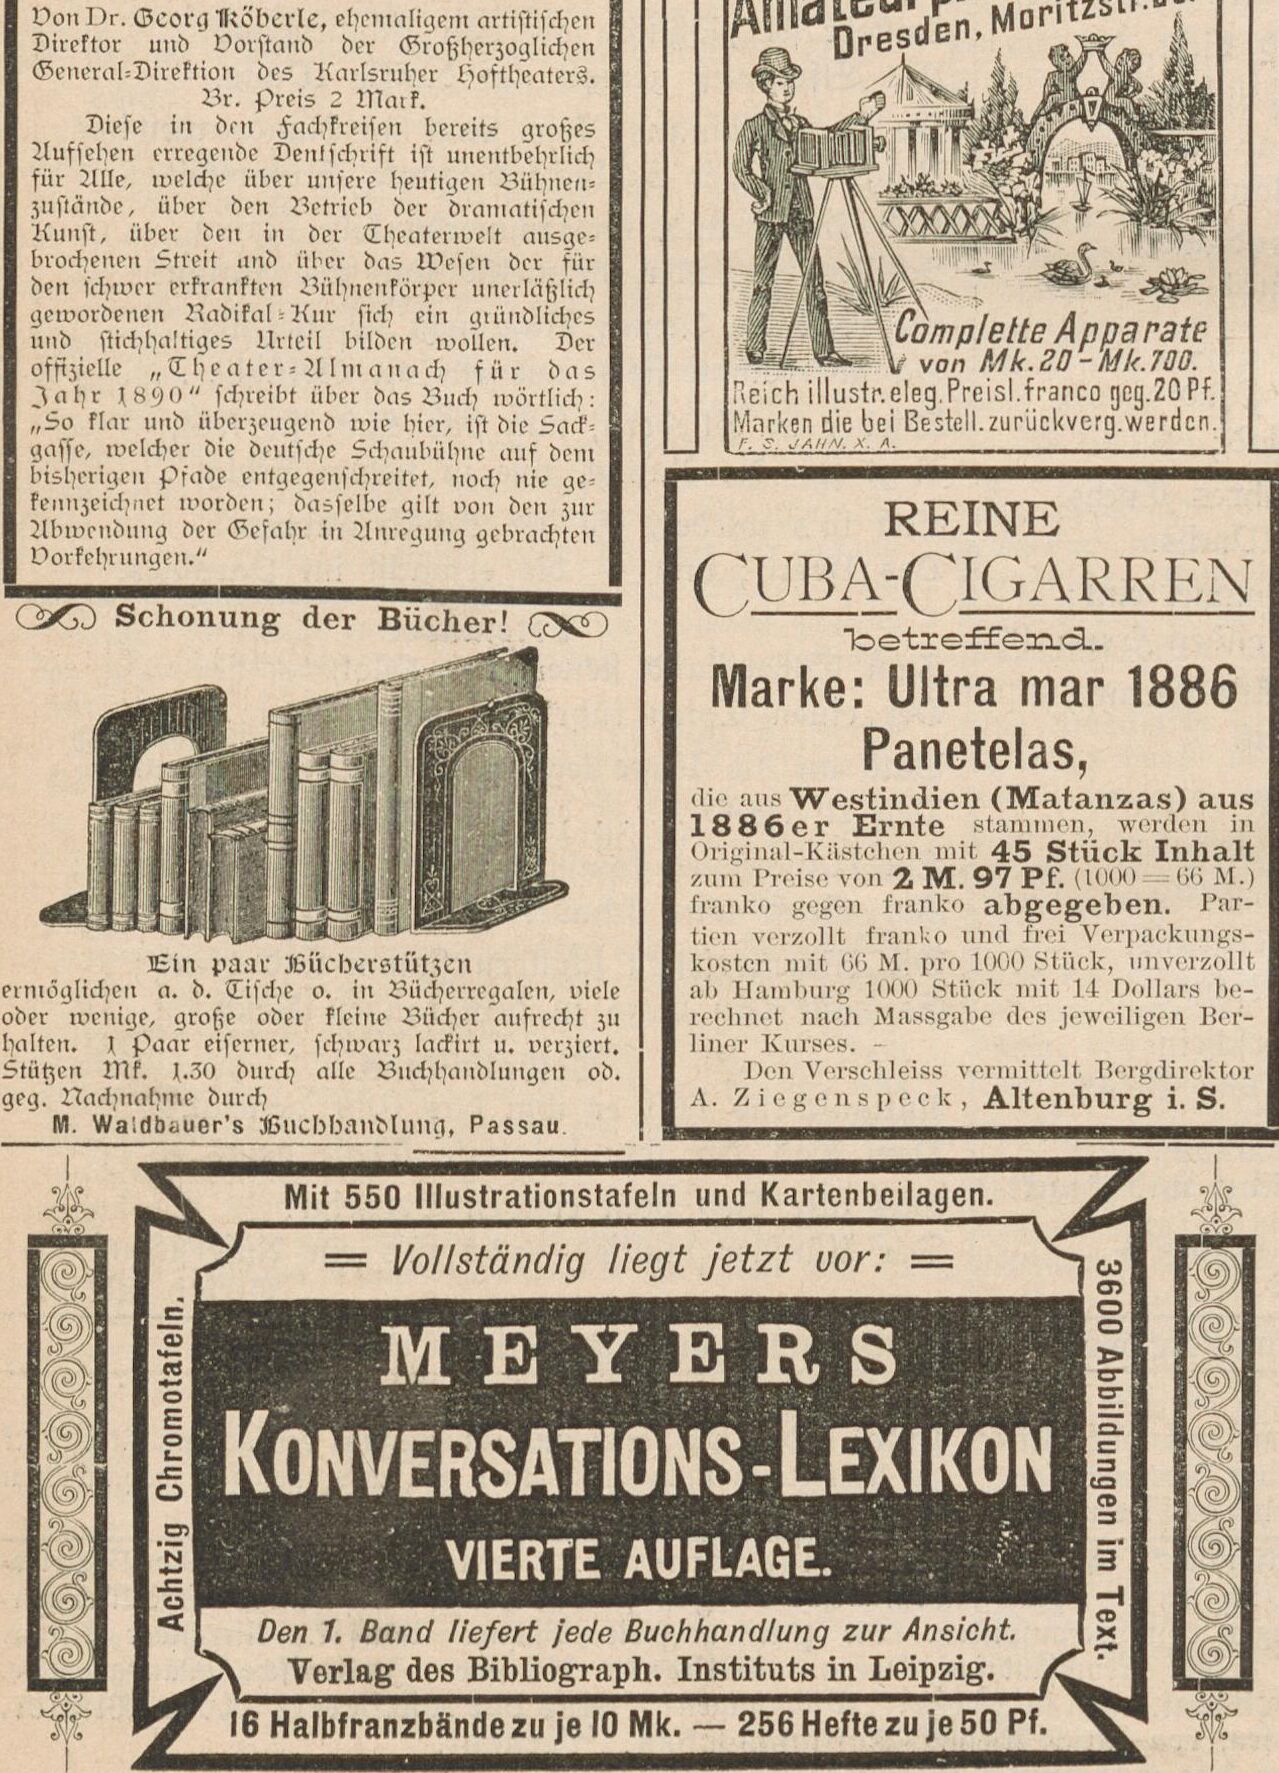 Von Dr. Georg Köberle, ehemaligem artistischen
Direktor und Vorstand der Großherzoglichen
General-Direktion des Karlsruher Hoftheaters.
Br. Preis 2 Mark.
Diese in den Fachkreisen bereits großes
Aufsehen erregende Denkschrift ist unentbehrlich
für Alle, welche über unsere heutigen Bühnen-
zustände, über den Betrieb der dramatischen
Kunst, über den in der Theaterwelt ausge-
brochenen Streit und über das Wesen der für
den schwer erkrankten Bühnenkörper unerläßlich
gewordenen Radikal-Kur sich ein gründliches
und stichhaltiges Urteil bilden wollen. Der
offizielle „Theater-Almanach für das
Jahr 1890“ schreibt über das Buch wörtlich:
„So klar und überzeugend wie hier, ist die Sack-
gasse, welcher die deutsche Schaubühne auf dem
bisherigen Pfade entgegenschreitet, noch nie ge-
kennzeichnet worden; dasselbe gilt von den zur
Abwendung der Gefahr in Anregung gebrachten
Vorkehrungen.“
Schonung der Bücher!
Ein paar Bücherstützen
ermöglichen a. d. Tische o. in Bücherregalen, viele
oder wenige, große oder kleine Bücher aufrecht zu
halten. 1 Paar eiserner, schwarz lackirt u. verziert.
Stützen Mk. 1.30 durch alle Buchhandlungen od.
geg. Nachnahme durch
M. Waldbauer's Buchhandlung, Passau.
Dresden, Moritzstr.
Complette Apparate
von Mk. 20 - Mk. 700.
Reich illustr. eleg. Preisl. franco geg. 20 Pf.
Marken die bei Bestell. zurückverg. werden.
F. S. JAHN. X. A.
REINE
CUBA-CIGARREN
betreffend.
Marke: Ultra mar 1886
Panetelas,
die aus Westindien (Matanzas) aus
1886er Ernte stammen, werden in
Original-Kästchen mit 45 Stück Inhalt
zum Preise von 2 M. 97 Pf. (1000 = 66 M.)
franko gegen franko abgegeben. Par-
tien verzollt franko und frei Verpackungs-
kosten mit 66 M. pro 1000 Stück, unverzollt
ab Hamburg 1000 Stück mit 14 Dollars be-
rechnet nach Massgabe des jeweiligen Ber-
liner Kurses. –
Den Verschleiss vermittelt Bergdirektor
A. Ziegenspeck, Altenburg i. S.
Mit 550 Illustrationstafeln und Kartenbeilagen.
= Vollständig liegt jetzt vor: =
Achtzig Chromotafeln.
MEYERS
KONVERSATIONS-LEXIKON
VIERTE AUFLAGE.
3600 Abbildungen im Text.
Den 1. Band liefert jede Buchhandlung zur Ansicht.
Verlag des Bibliograph. Instituts in Leipzig.
16 Halbfranzbände zu je 10 Mk. — 256 Hefte zu je 50 Pf.